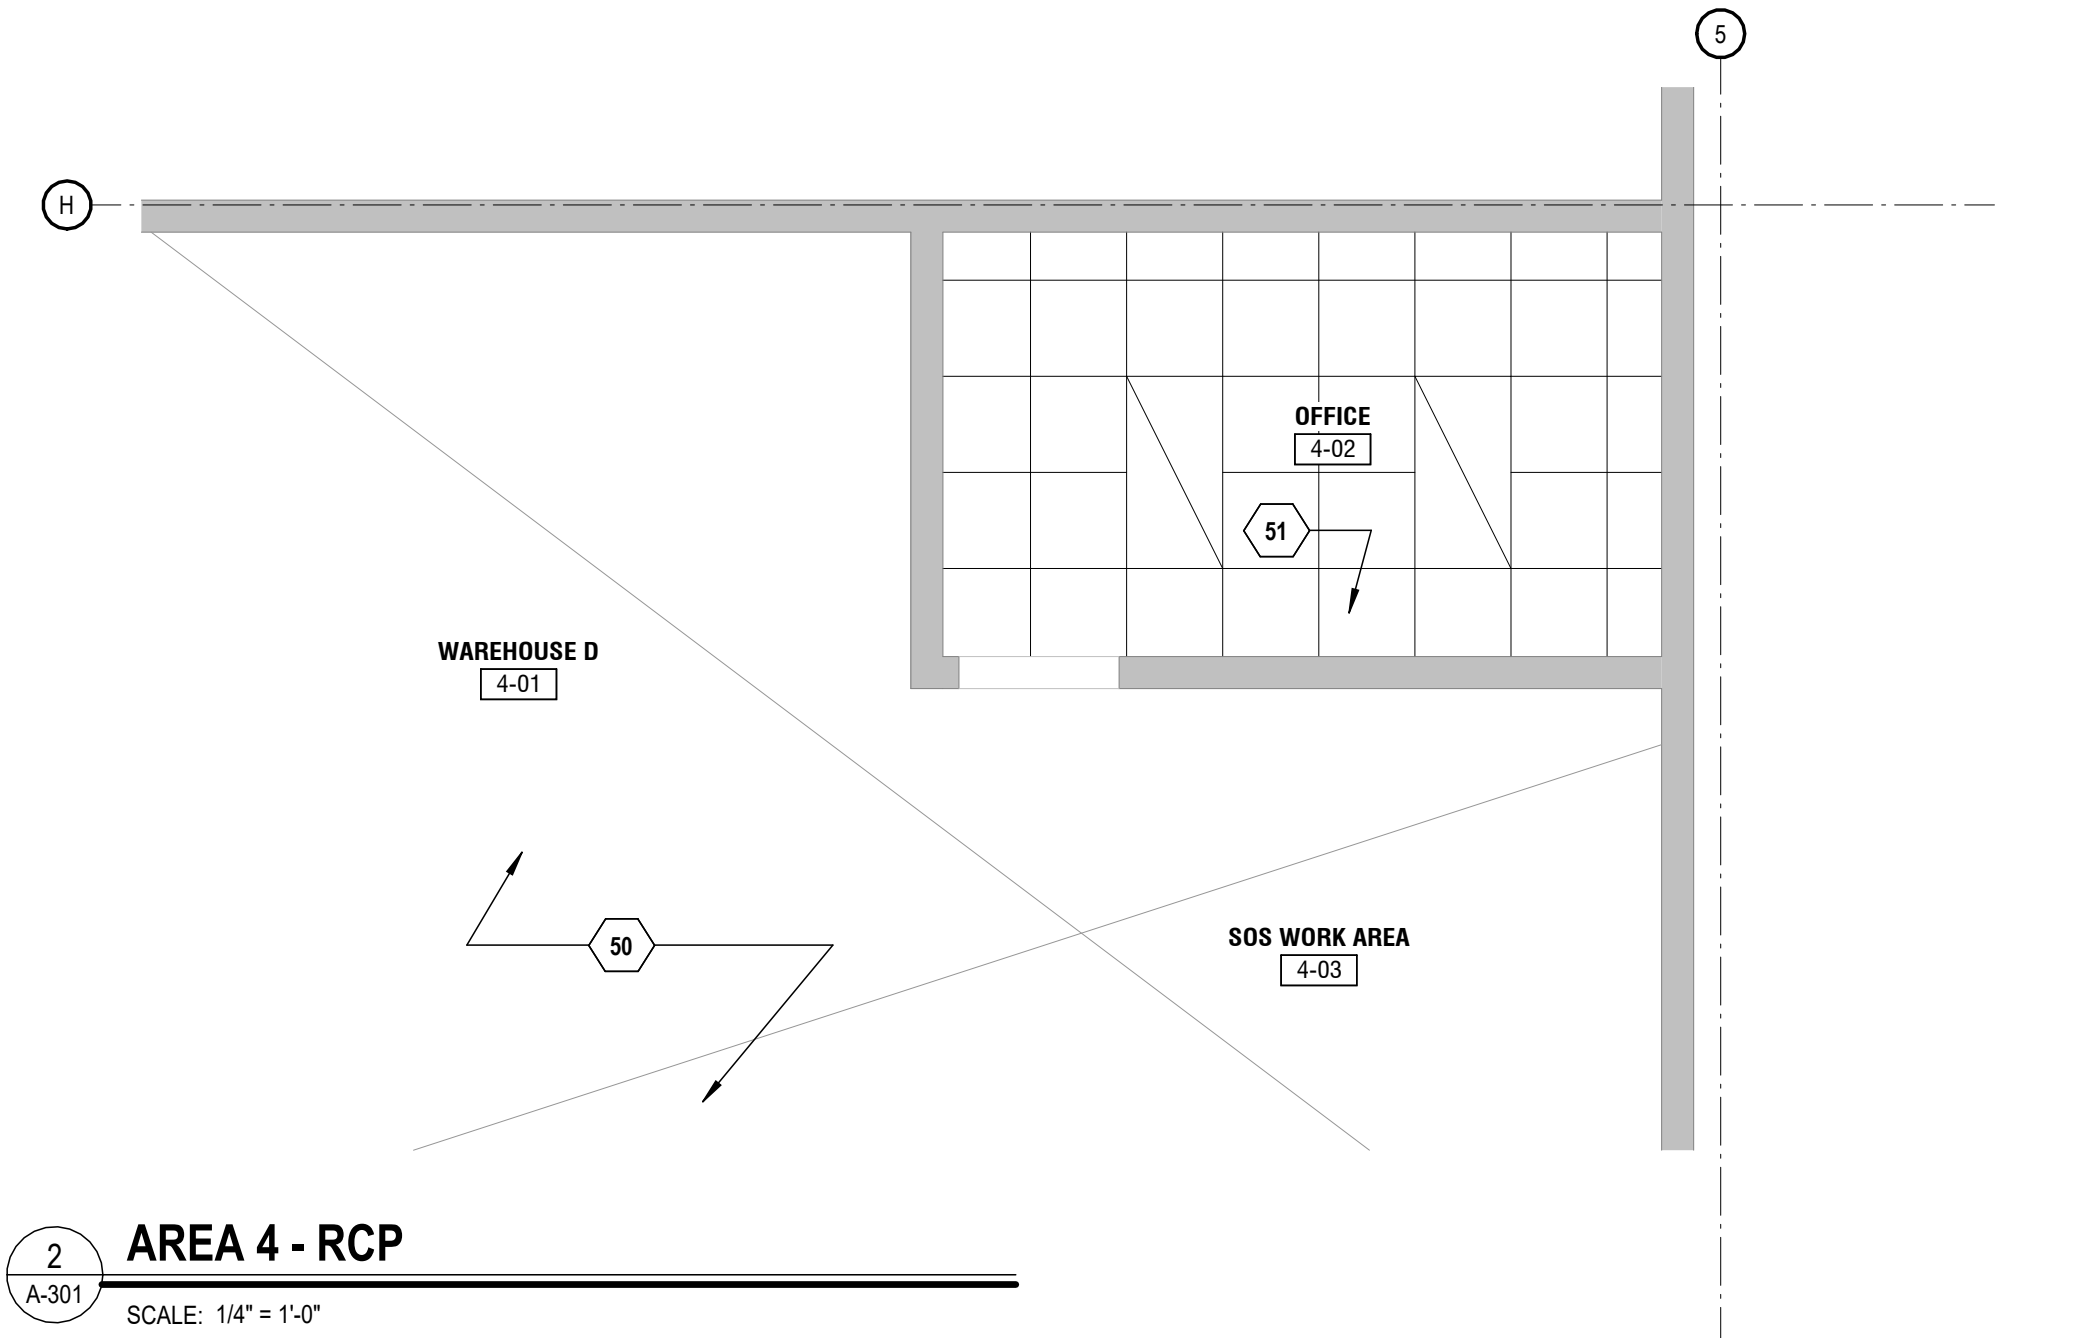 5
H
OFFICE
4-02
51
WAREHOUSE D
4-01
50
SOS WORK AREA
4-03
2
A-301
AREA 4 - RCP
SCALE: 1/4" = 1'-0"